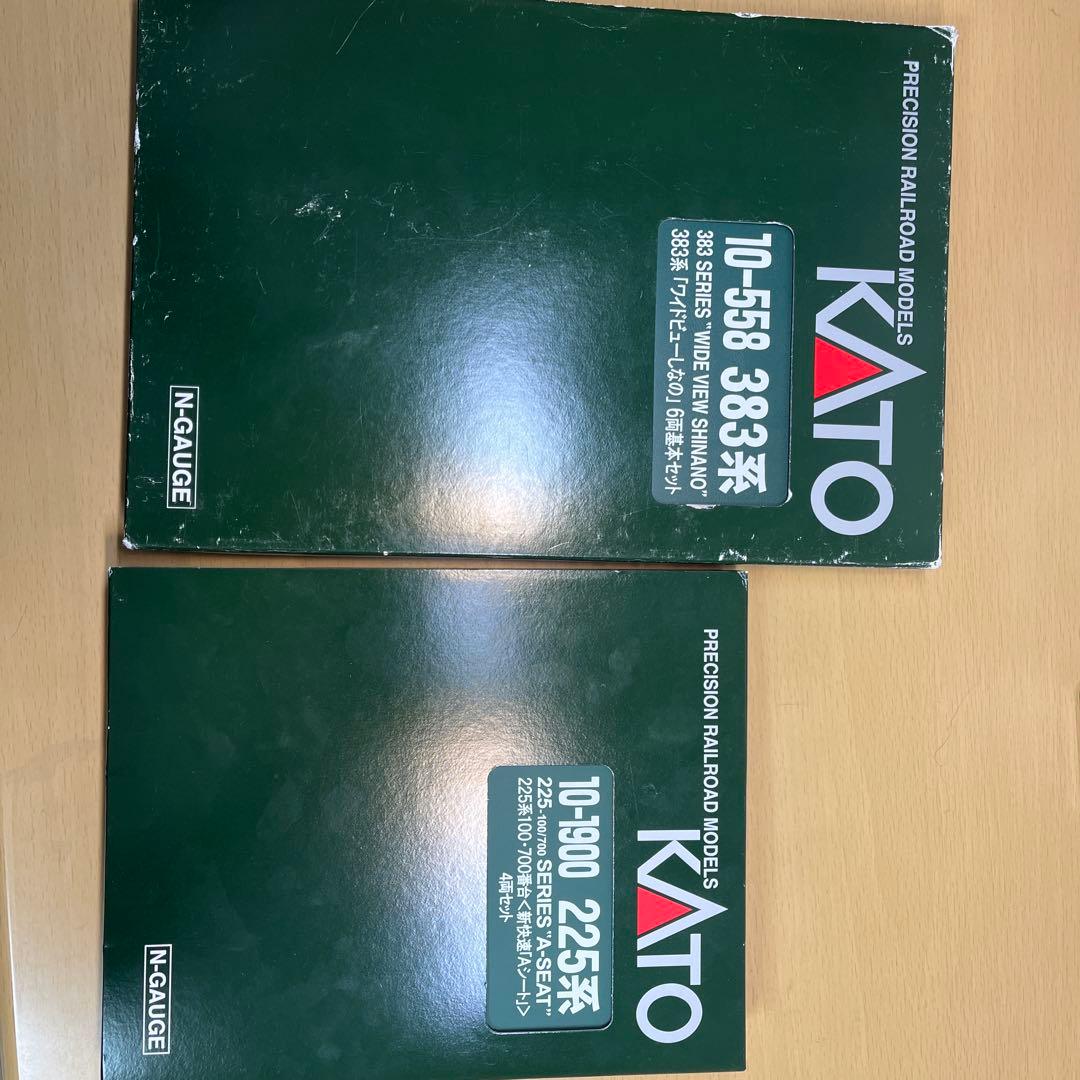 PRECISION RAILROAD MODELS
KATO
10-558 383系
383 SERIES "WIDE VIEW SHINANO"
383系「ワイドビューしなの」6両基本セット
N-GAUGE
PRECISION RAILROAD MODELS
KATO
10-1900 225系
225-100/700 SERIES "A-SEAT"
225系100・700番台<新快速「Aシート」>
4両セット
N-GAUGE